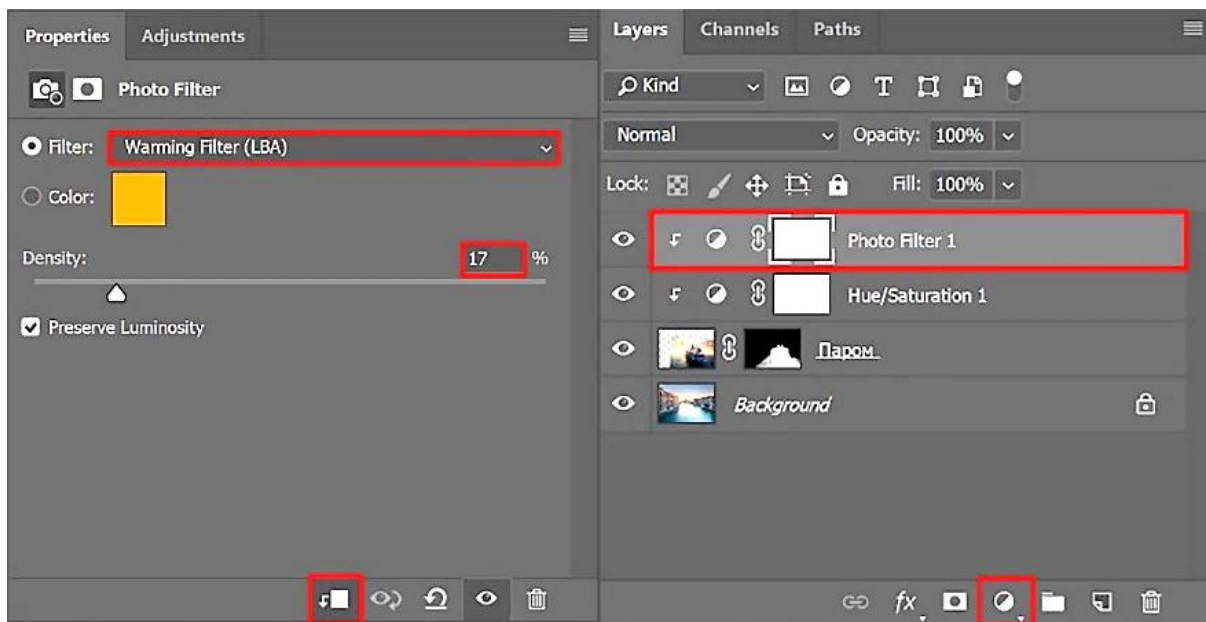 Properties Adjustments
Photo Filter
Filter: Warming Filter (LBA)
Color:
Density: 17 %
Preserve Luminosity
Layers Channels Paths
Kind
Normal Opacity: 100%
Lock: Fill: 100%
Photo Filter 1
Hue/Saturation 1
Паром
Background
fx